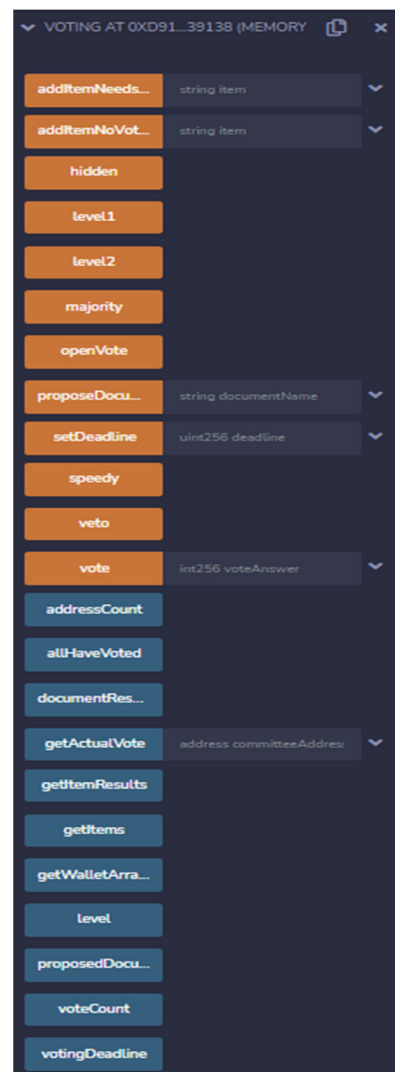 VOTING AT 0XD91...39138 (MEMORY
addItemNeeds... string item
addItemNoVot... string item
hidden
level1
level2
majority
openVote
proposeDocu... string documentName
setDeadline uint256 deadline
speedy
veto
vote int256 voteAnswer
addressCount
allHaveVoted
documentRes...
getActualVote address committeeAddres
getItemResults
getItems
getWalletArra...
level
proposedDocu...
voteCount
votingDeadline